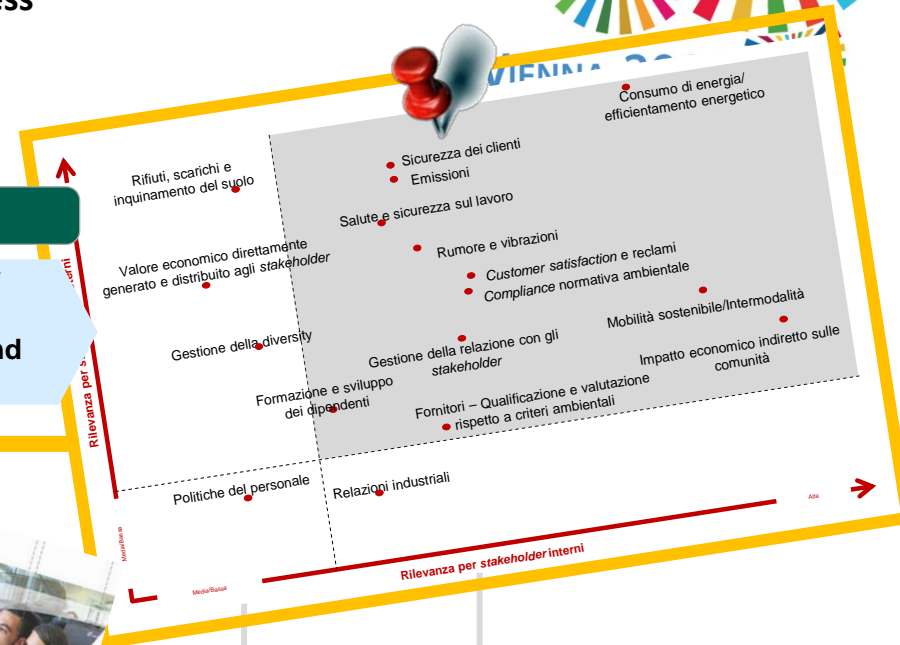 ess
VIENNA
Consumo di energia/
efficientamento energetico
Rifiuti, scarichi e
inquinamento del suolo
Sicurezza dei clienti
Emissioni
Salute e sicurezza sul lavoro
Rumore e vibrazioni
Valore economico direttamente
generato e distribuito agli stakeholder
Customer satisfaction e reclami
Compliance normativa ambientale
Mobilità sostenibile/Intermodalità
Gestione della diversity
Gestione della relazione con gli
stakeholder
Impatto economico indiretto sulle
comunità
Formazione e sviluppo
dei dipendenti
Fornitori – Qualificazione e valutazione
rispetto a criteri ambientali
Politiche del personale
Relazioni industriali
Rilevanza per s
erni
nd
Media/Bassa
Media/Bassa
Rilevanza per stakeholder interni
Alta